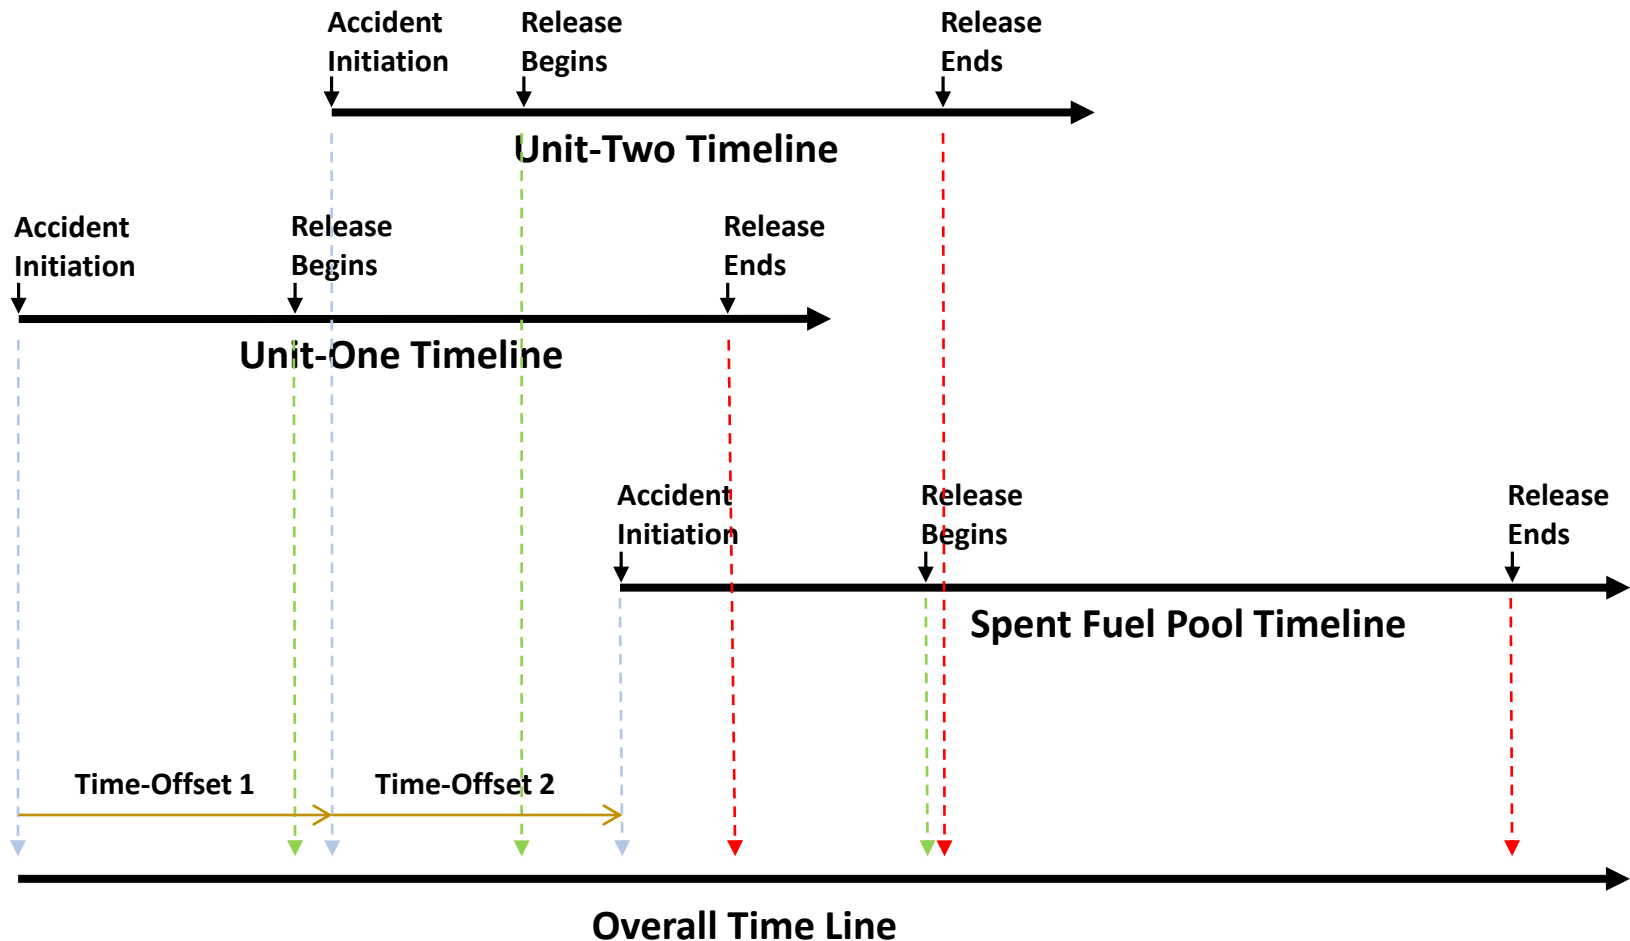 Accident
Initiation
Release
Begins
Release
Ends
Unit-Two Timeline
Accident
Initiation
Release
Begins
Release
Ends
Unit-One Timeline
Accident
Initiation
Release
Begins
Release
Ends
Spent Fuel Pool Timeline
Time-Offset 1
Time-Offset 2
Overall Time Line